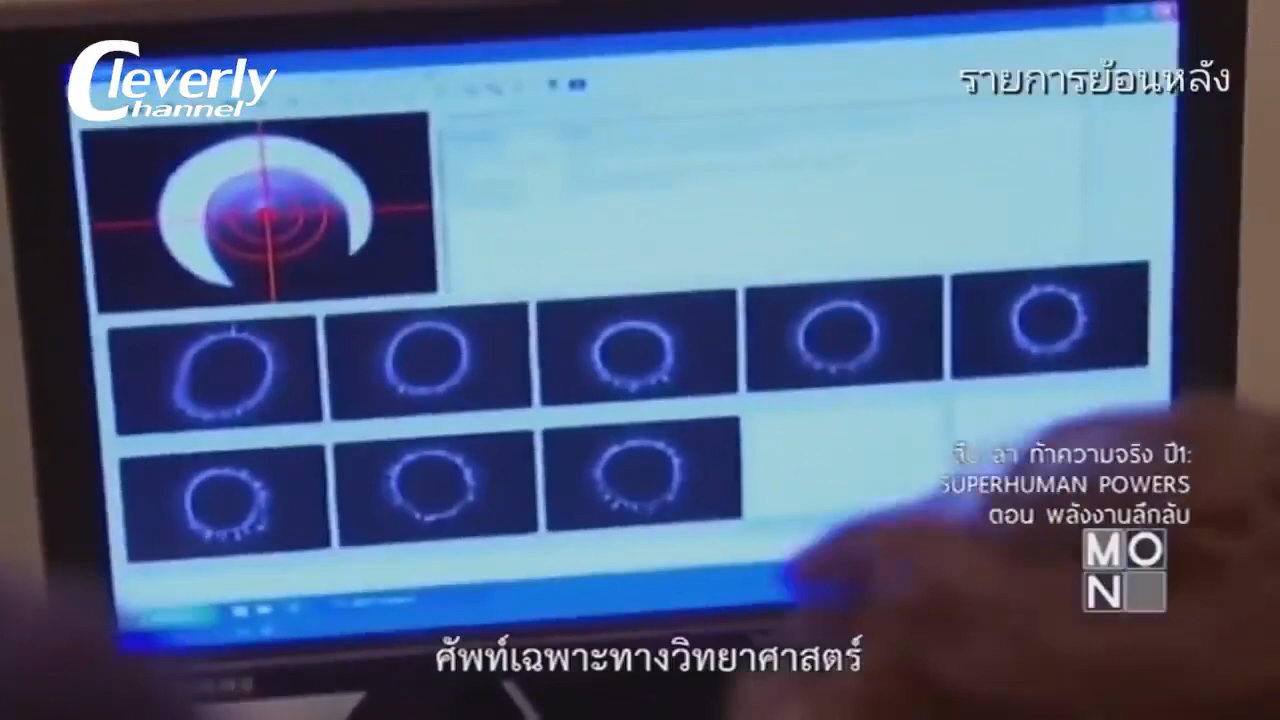 Cleverly
Channel
รายการย้อนหลัง
ล่า ท้าความจริง ปี1:
SUPERHUMAN POWERS
ตอน พลังงานลึกลับ
MO
N
ศัพท์เฉพาะทางวิทยาศาสตร์